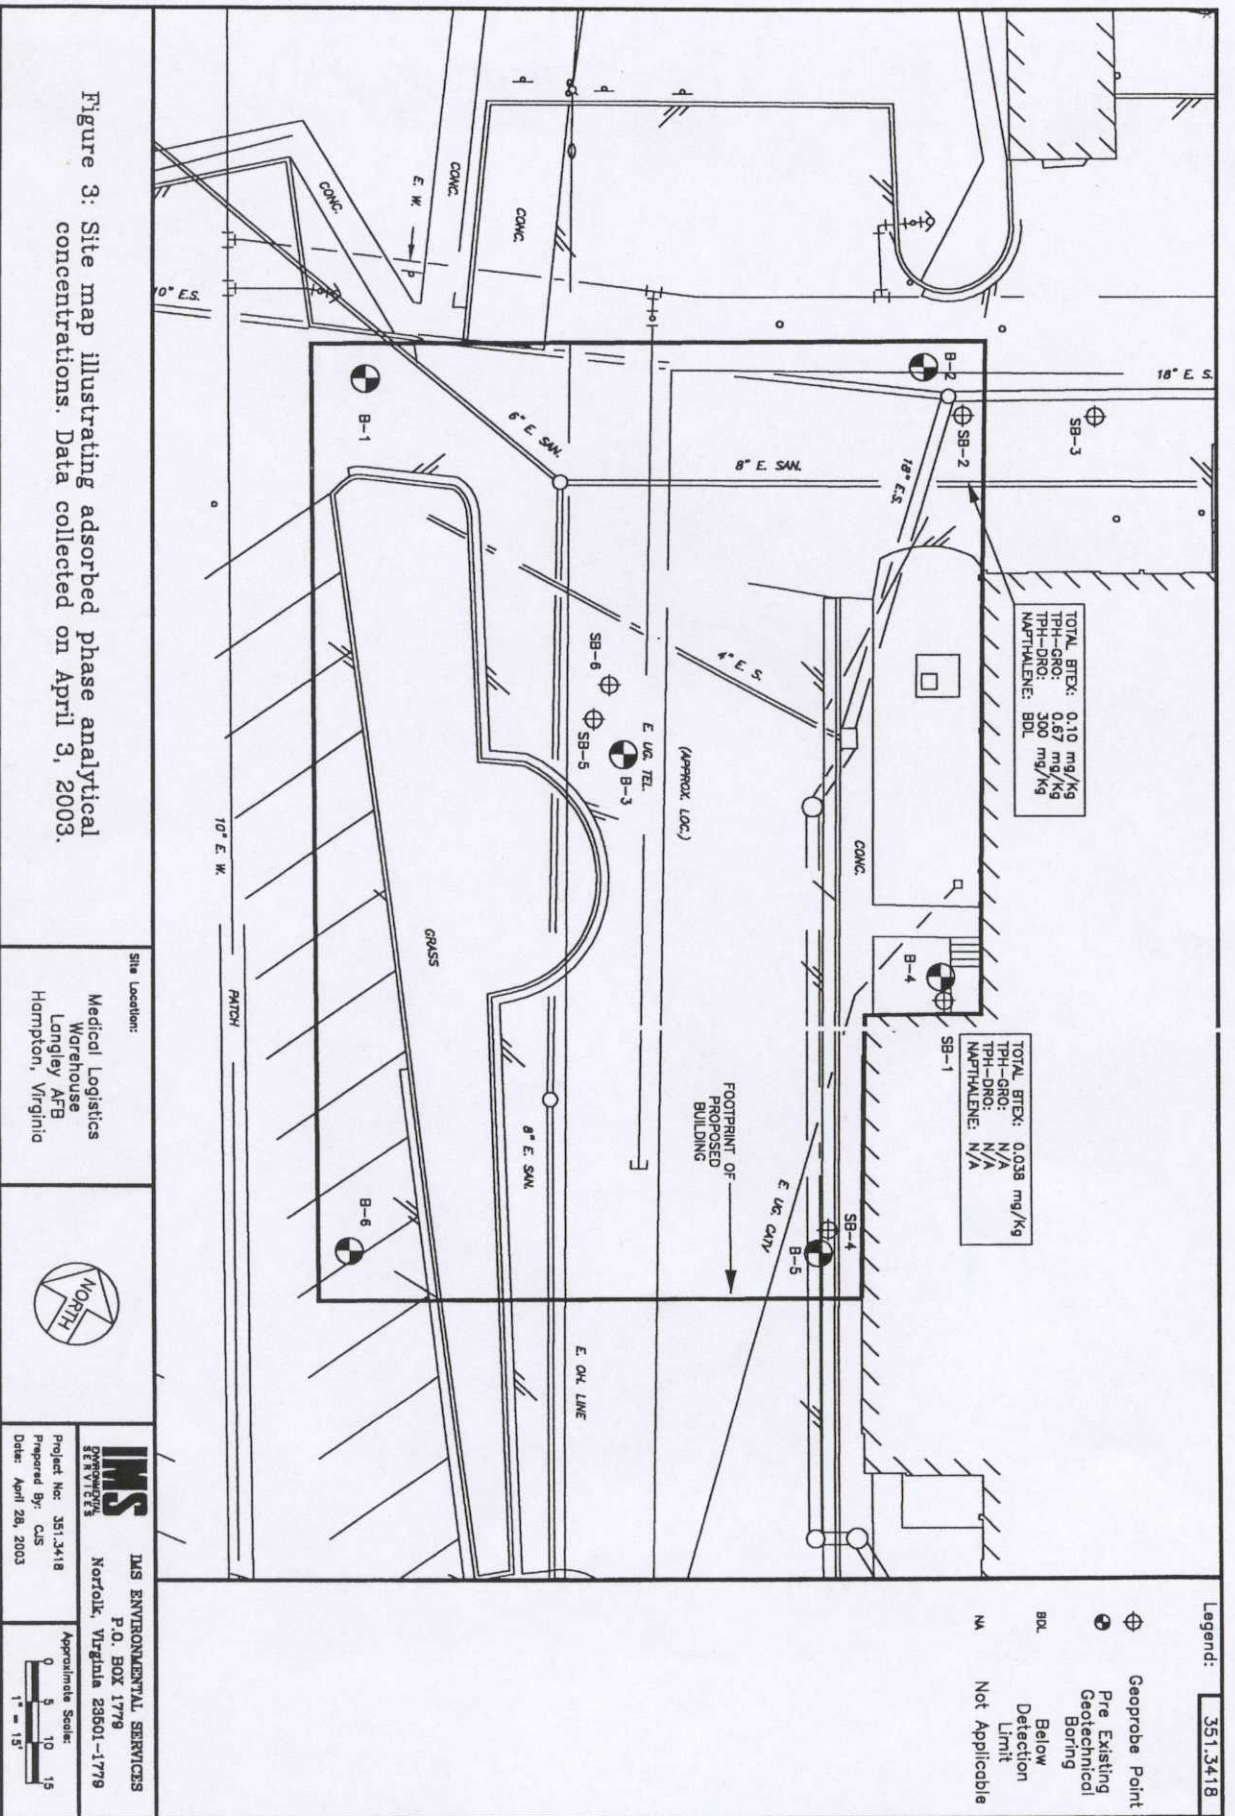 351.3418
Legend:
Geoprobe Point
Pre Existing
Geotechnical
Boring
BDL
Below
Detection
Limit
NA
Not Applicable
18" E. S.
SB-3
B-2
SB-2
18" E.S.
8" E. SAN.
TOTAL BTEX: 0.10 mg/Kg
TPH-GRO: 0.67 mg/Kg
TPH-DRO: 300 mg/Kg
NAPTHALENE: BDL
TOTAL BTEX: 0.038 mg/Kg
TPH-GRO: N/A
TPH-DRO: N/A
NAPTHALENE: N/A
B-4
SB-1
CONC.
CONC.
CONC.
CONC.
E. W.
10" E.S.
B-1
6" E. SAN.
4" E. S.
SB-6
SB-5
B-3
E. UG. TEL.
(APPROX. LOC.)
FOOTPRINT OF
PROPOSED
BUILDING
E. UG. CATV
SB-4
B-5
8" E. SAN.
E. OH. LINE
GRASS
B-6
10" E. W.
PATCH
Figure 3: Site map illustrating adsorbed phase analytical
concentrations. Data collected on April 3, 2003.
Site Location:
Medical Logistics
Warehouse
Langley AFB
Hampton, Virginia
NORTH
IMS
ENVIRONMENTAL
SERVICES
IMS ENVIRONMENTAL SERVICES
P.O. BOX 1779
Norfolk, Virginia 23501-1779
Project No: 351.3418
Prepared By: CJS
Date: April 28, 2003
Approximate Scale:
0 5 10 15
1" = 15'